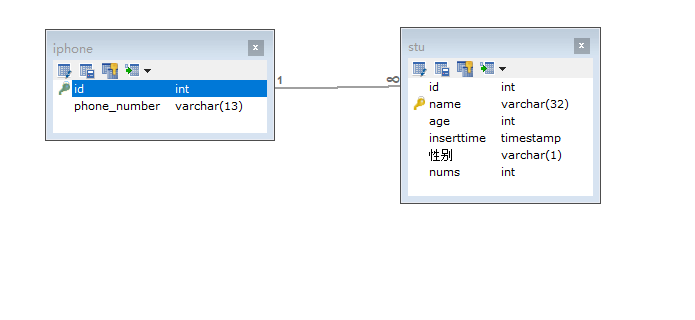 iphone
id int
phone_number varchar(13)
1
∞
stu
id int
name varchar(32)
age int
inserttime timestamp
性别 varchar(1)
nums int